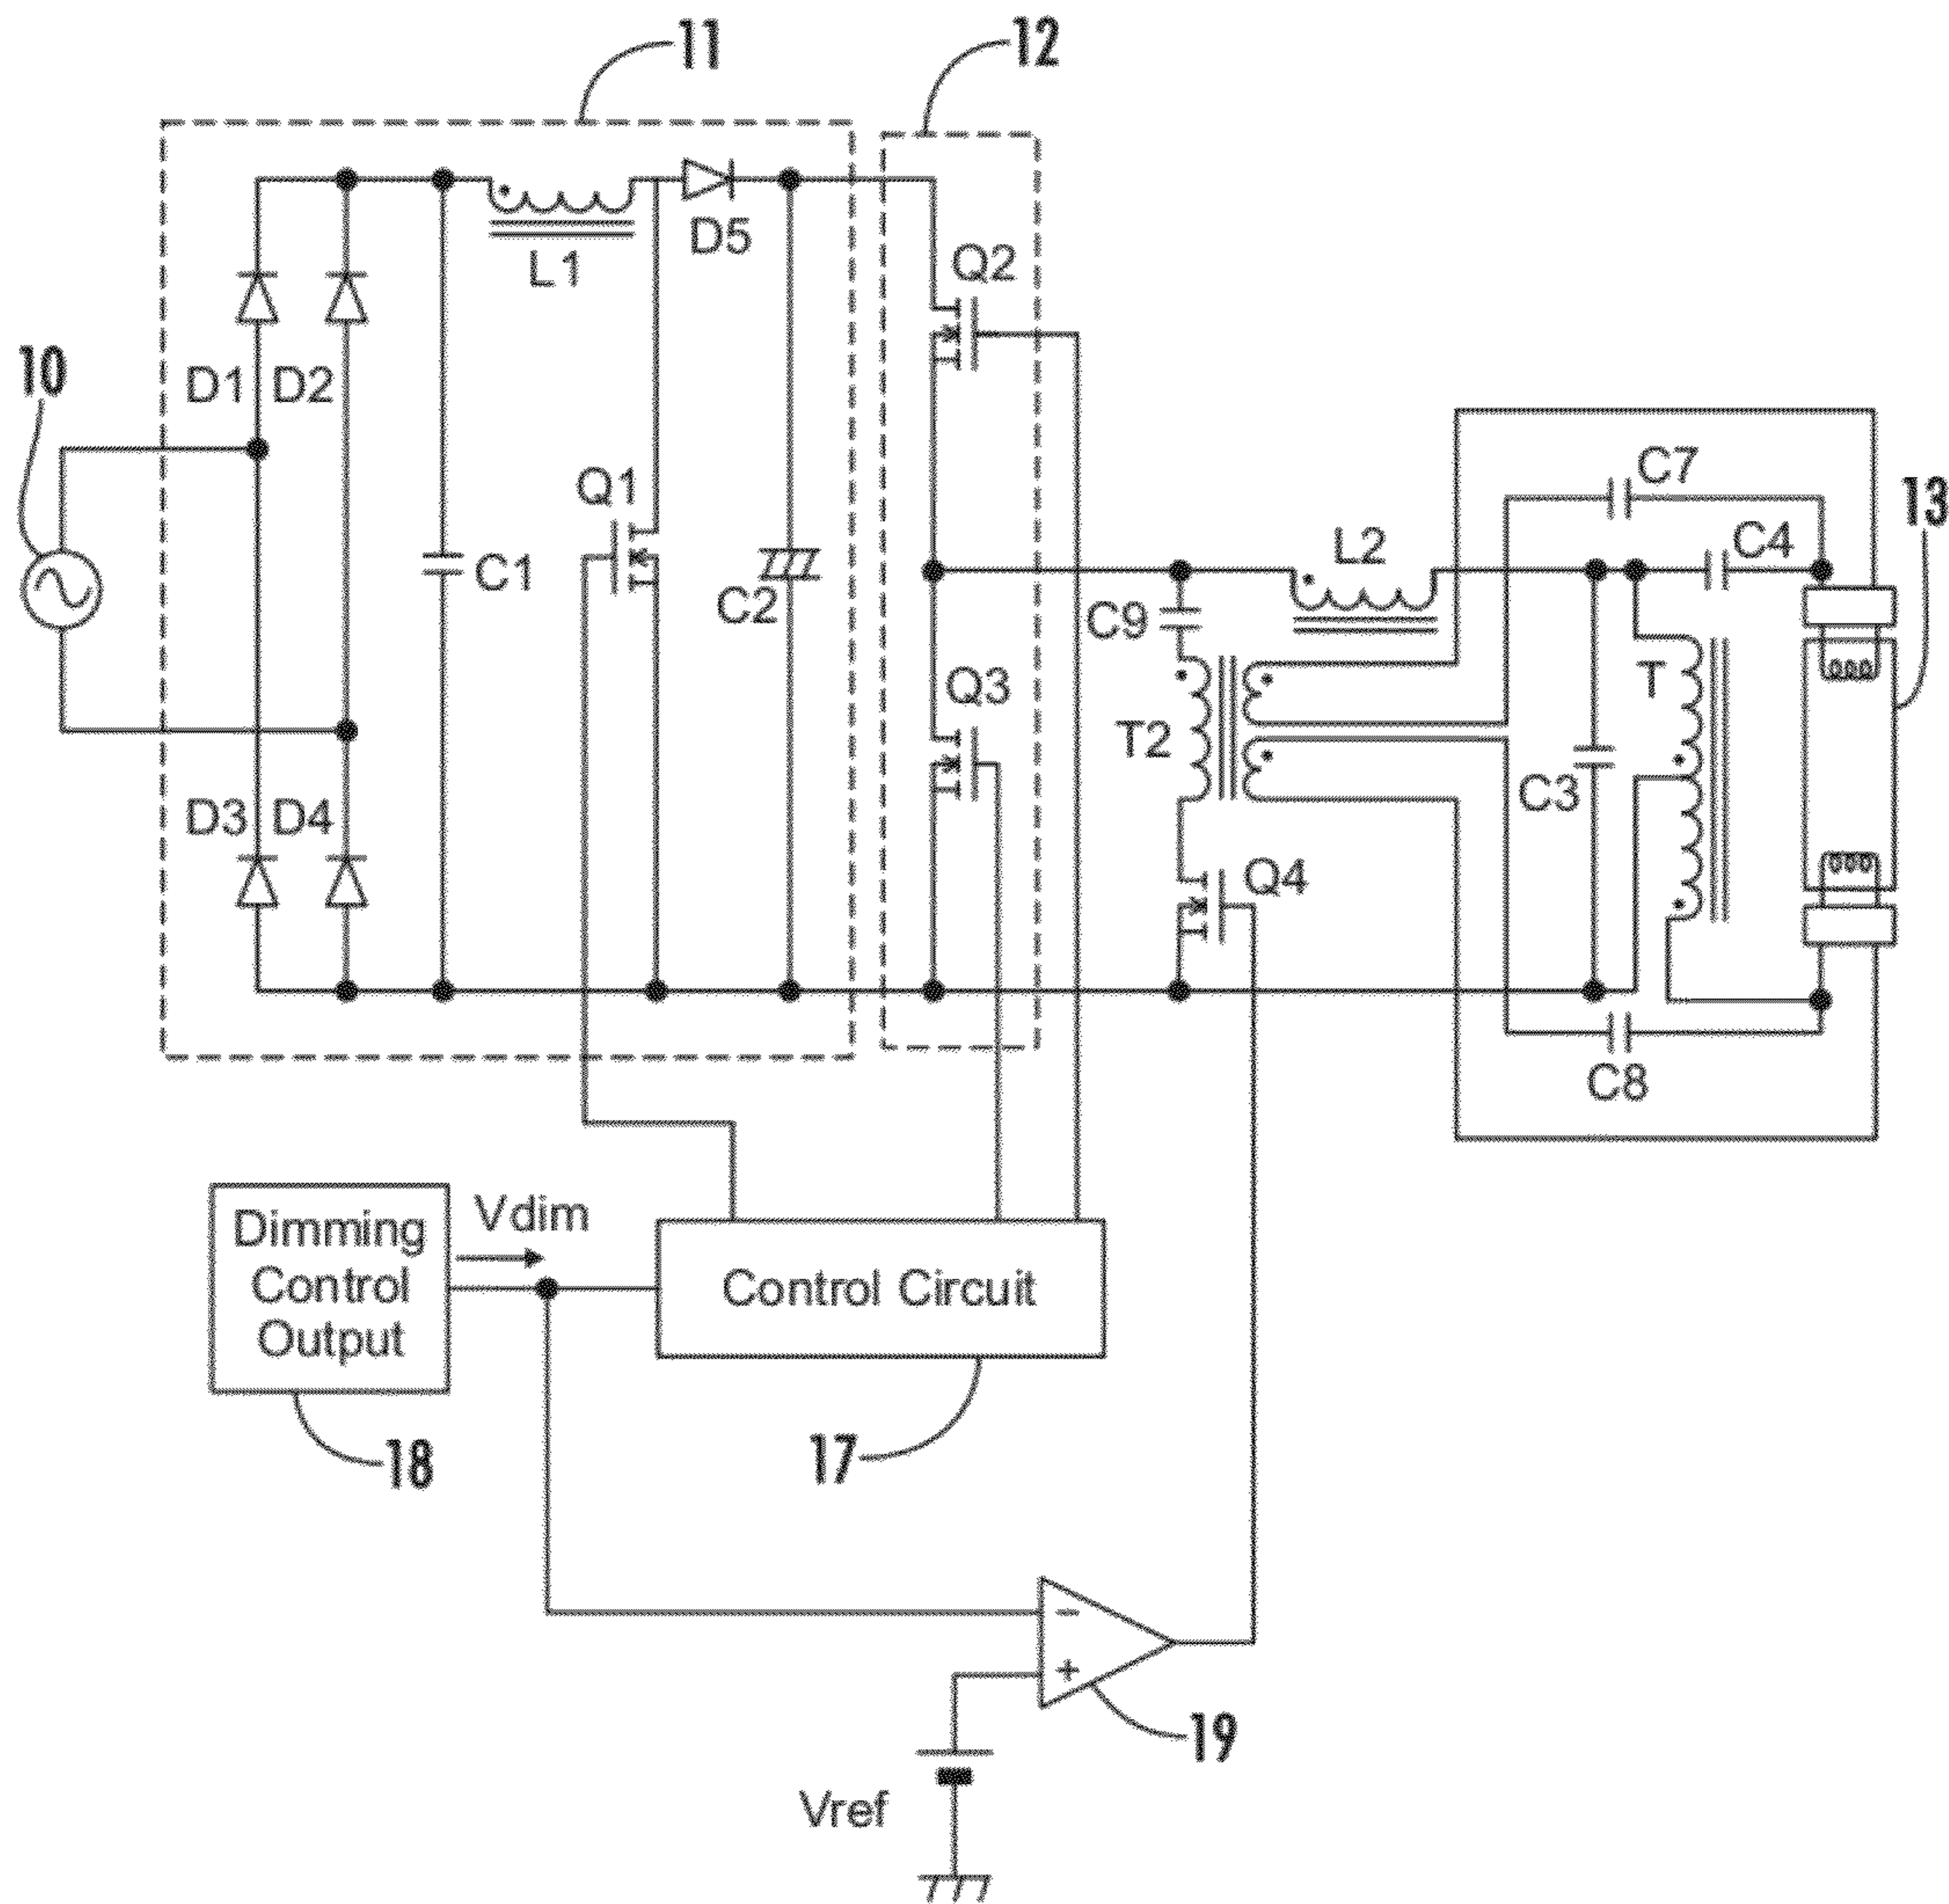 11
12
D5
L1
Q2
10
D1
D2
Q1
C7
13
C4
L2
C1
C2
C9
Q3
T
T2
C3
D3
D4
Q4
C8
Vdim
Dimming
Control
Output
Control Circuit
18
17
−
+
19
Vref